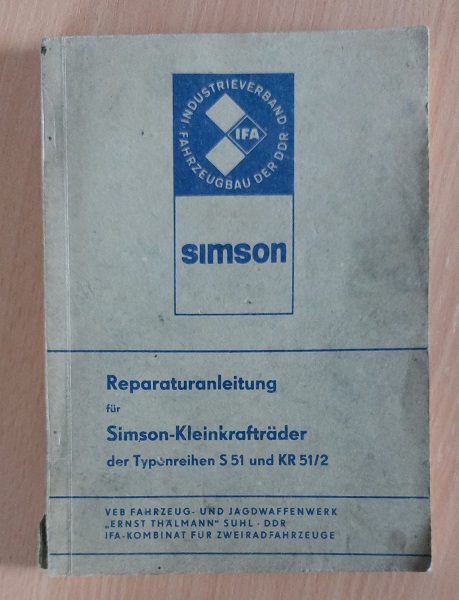 INDUSTRIEVERBAND
FAHRZEUGBAU DER DDR
IFA
simson
Reparaturanleitung
für
Simson-Kleinkrafträder
der Typenreihen S 51 und KR 51/2
VEB FAHRZEUG- UND JAGDWAFFENWERK
„ERNST THÄLMANN“ SUHL · DDR
IFA-KOMBINAT FÜR ZWEIRADFAHRZEUGE